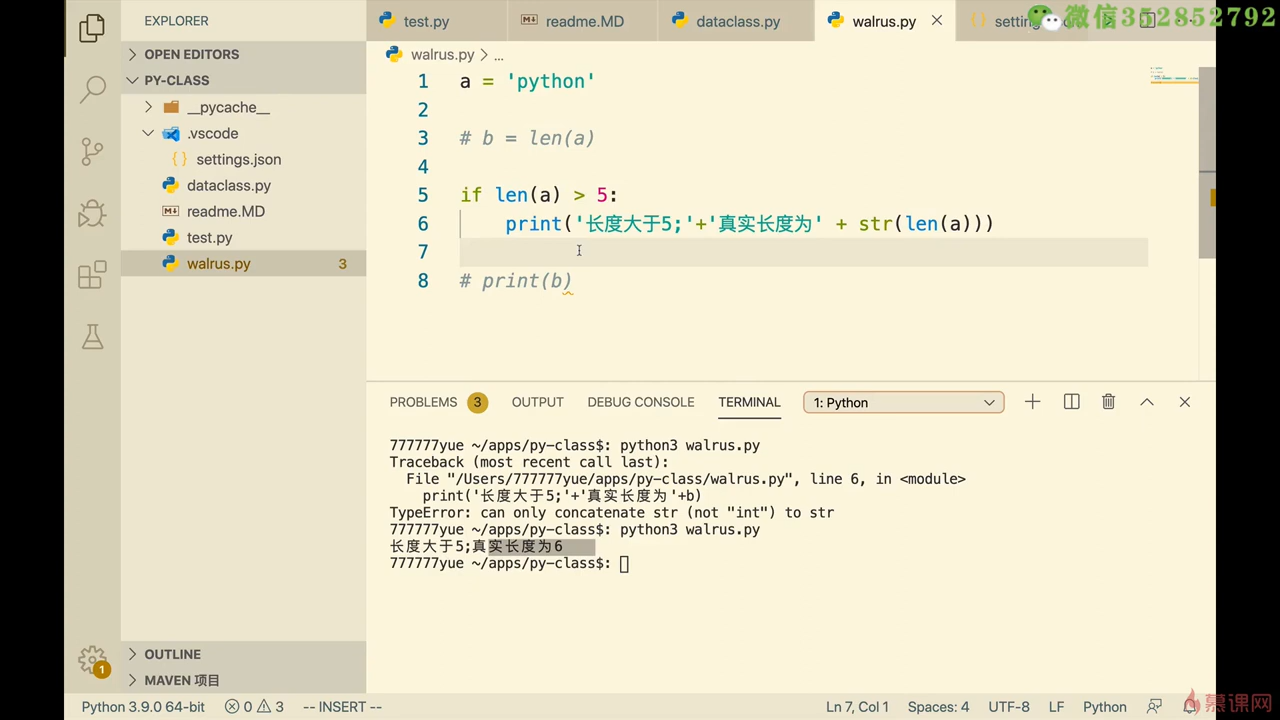 EXPLORER
test.py
readme.MD
dataclass.py
walrus.py
微信352852792
OPEN EDITORS
PY-CLASS
__pycache__
.vscode
settings.json
dataclass.py
readme.MD
test.py
walrus.py 3
walrus.py > ...
1 a = 'python'
2
3 # b = len(a)
4
5 if len(a) > 5:
6 print('长度大于5;'+'真实长度为' + str(len(a)))
7
8 # print(b)
PROBLEMS 3 OUTPUT DEBUG CONSOLE TERMINAL 1: Python
777777yue ~/apps/py-class$: python3 walrus.py
Traceback (most recent call last):
File "/Users/777777yue/apps/py-class/walrus.py", line 6, in <module>
print('长度大于5;'+'真实长度为'+b)
TypeError: can only concatenate str (not "int") to str
777777yue ~/apps/py-class$: python3 walrus.py
长度大于5;真实长度为6
777777yue ~/apps/py-class$:
OUTLINE
MAVEN 项目
1
Python 3.9.0 64-bit 0 3 -- INSERT -- Ln 7, Col 1 Spaces: 4 UTF-8 LF Python
慕课网